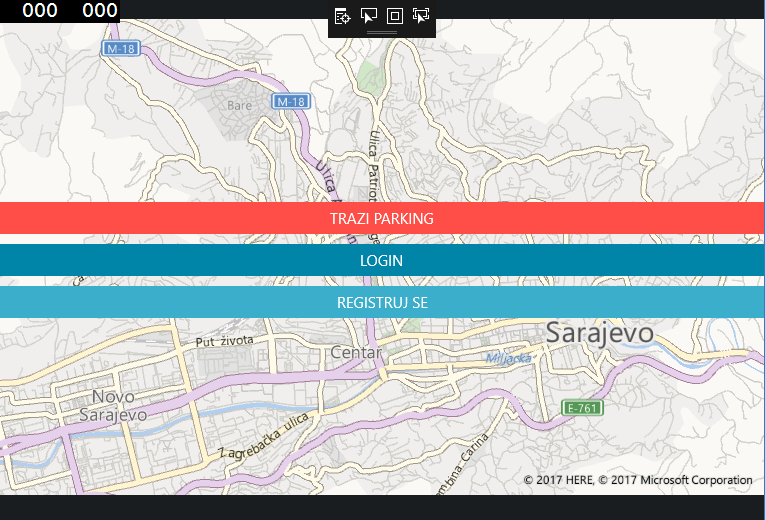 000 000
M-18
Bare
M-18
Ulica Patriot
Ulica
TRAZI PARKING
LOGIN
REGISTRUJ SE
Sarajevo
Put života
Centar
Miljacka
Novo
Sarajevo
E-761
Zagrebačka ulica
© 2017 HERE, © 2017 Microsoft Corporation